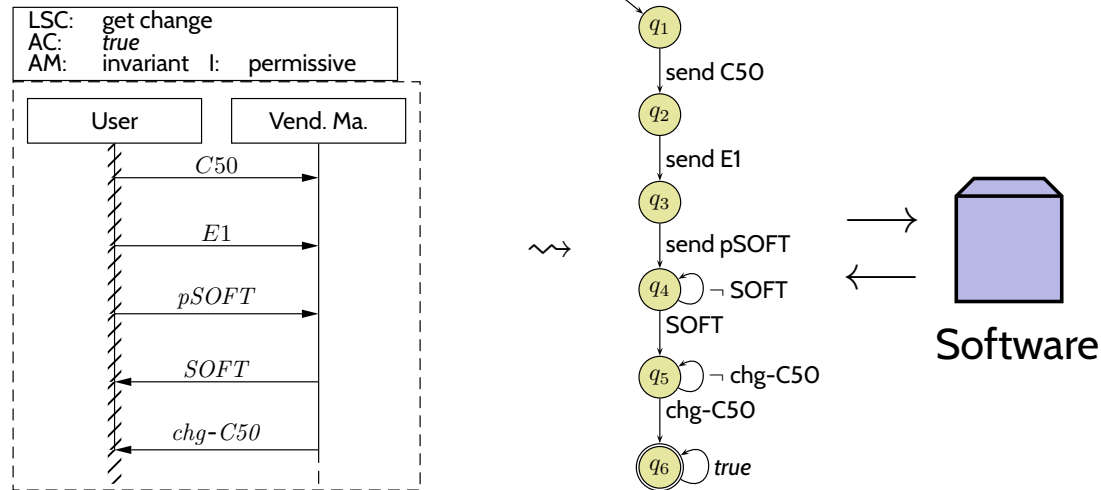 LSC: get change
AC: true
AM: invariant I: permissive
User
Vend. Ma.
C50
E1
pSOFT
SOFT
chg-C50
⇝
q1
send C50
q2
send E1
q3
send pSOFT
q4
¬ SOFT
SOFT
q5
¬ chg-C50
chg-C50
q6
true
Software